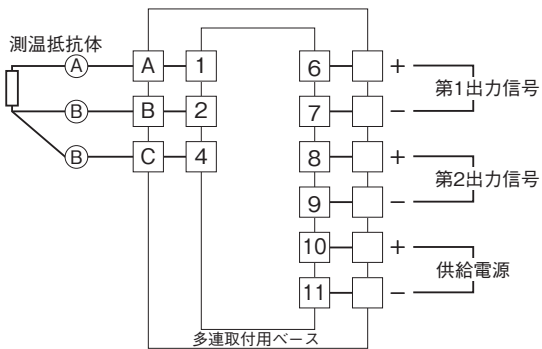 測温抵抗体
A A 1 6 +
第1出力信号
B B 2 7 −
B C 4 8 +
第2出力信号
9 −
10 +
供給電源
11 −
多連取付用ベース